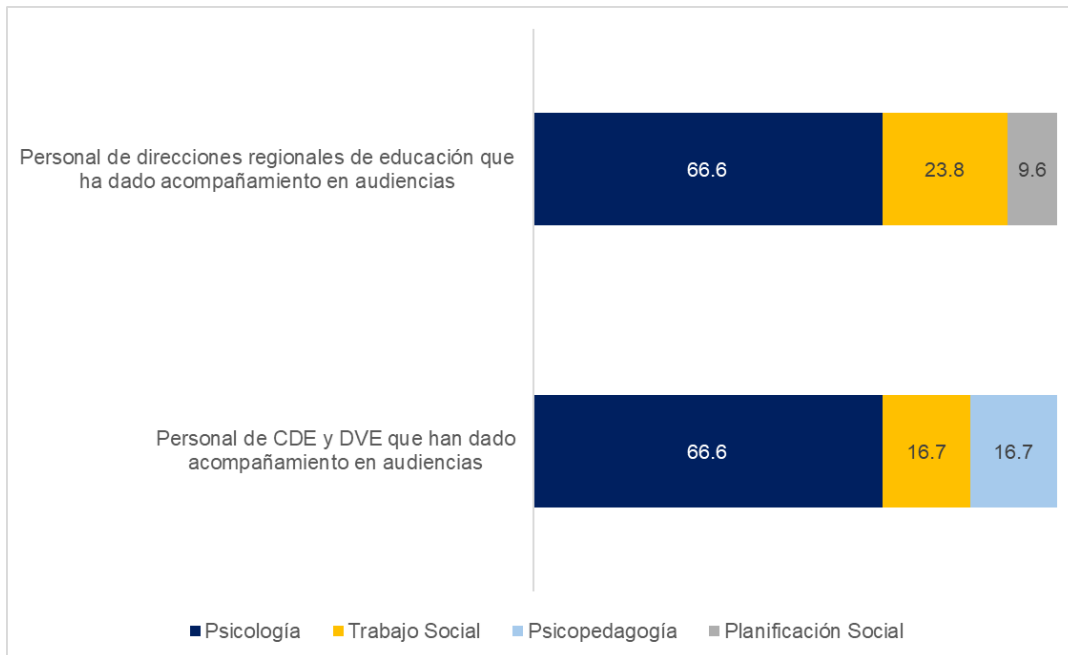 Personal de direcciones regionales de educación que
ha dado acompañamiento en audiencias
66.6
23.8
9.6
Personal de CDE y DVE que han dado
acompañamiento en audiencias
66.6
16.7
16.7
Psicología
Trabajo Social
Psicopedagogía
Planificación Social